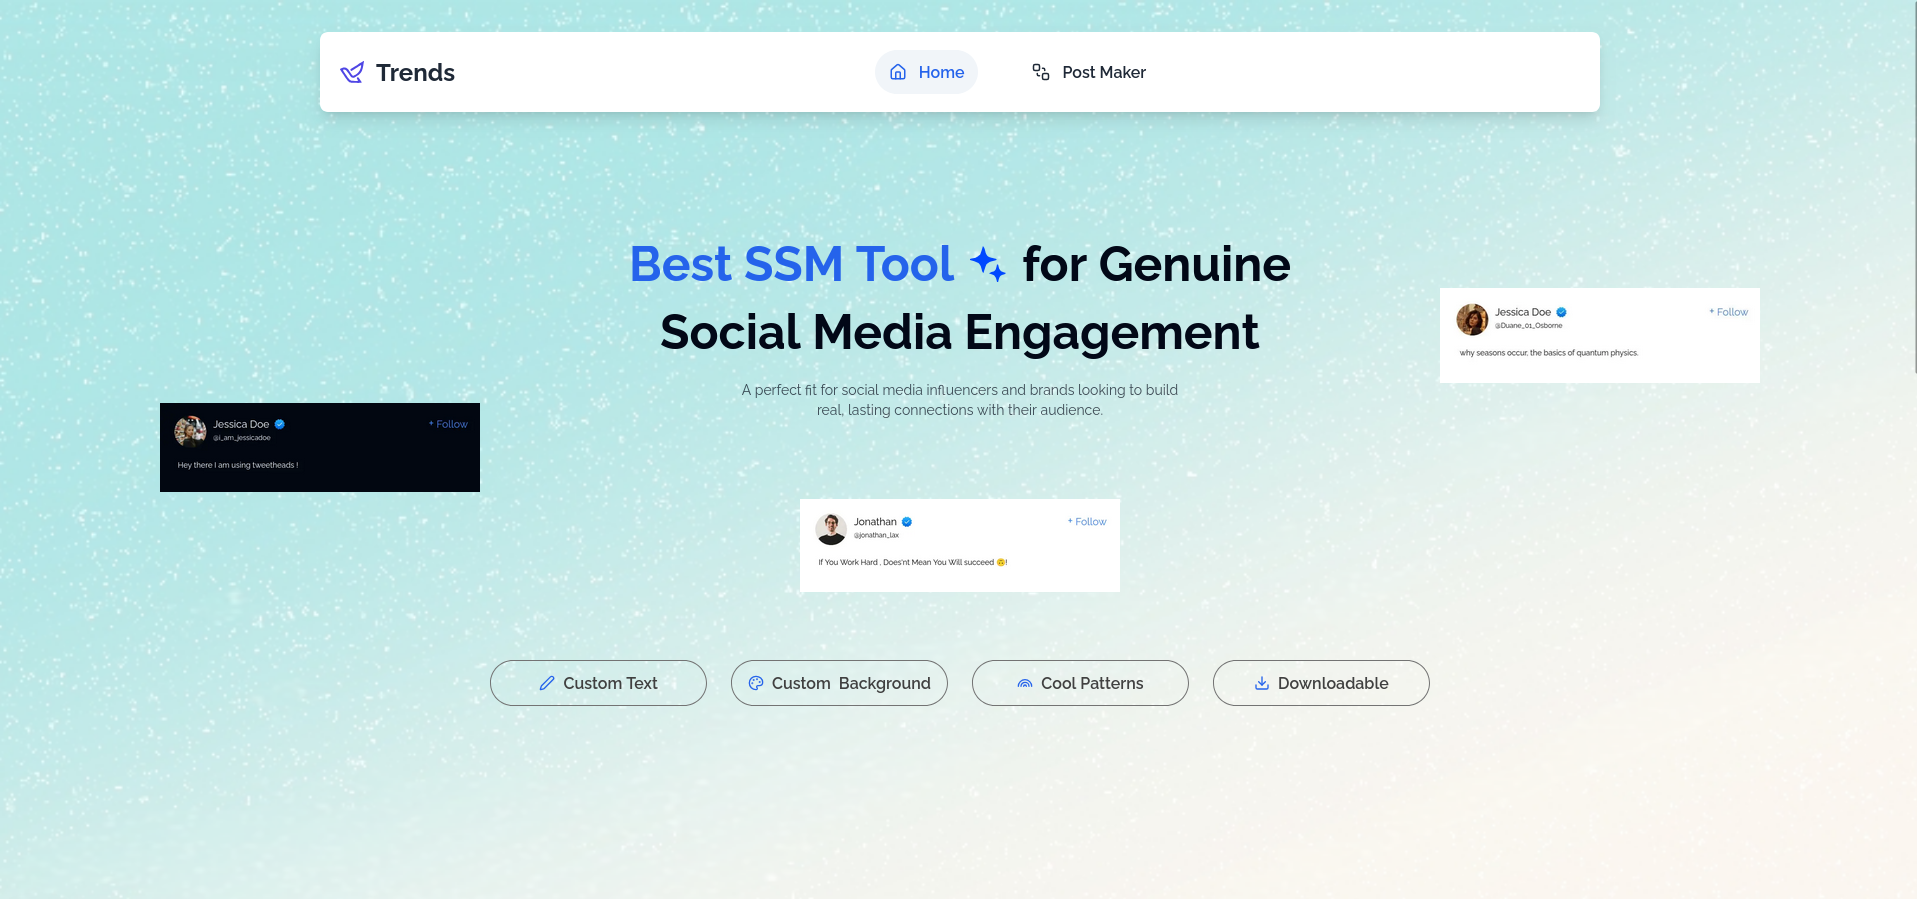 Trends
Home
Post Maker
Best SSM Tool for Genuine
Social Media Engagement
A perfect fit for social media influencers and brands looking to build
real, lasting connections with their audience.
Jessica Doe
+ Follow
@Duane_01_Osborne
why seasons occur, the basics of quantum physics.
Jessica Doe
+ Follow
@i_am_jessicadoe
Hey there I am using tweetheads !
Jonathan
+ Follow
@jonathan_lax
If You Work Hard , Does'nt Mean You Will succeed 🙃!
Custom Text
Custom  Background
Cool Patterns
Downloadable